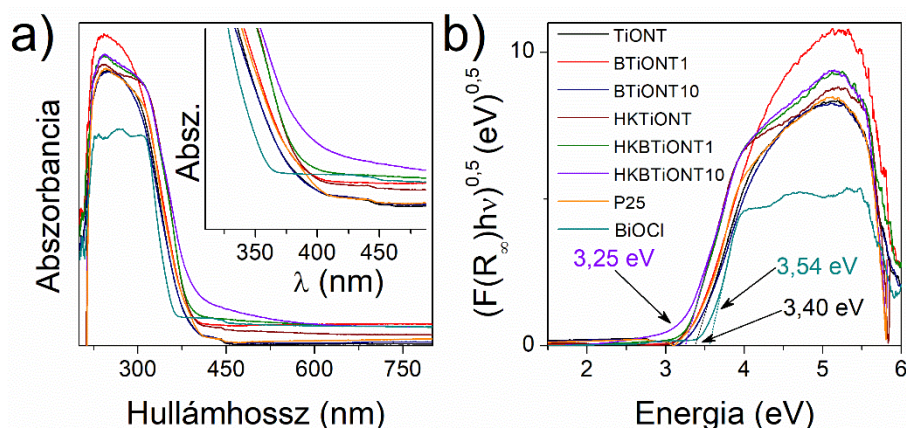 a)
Abszorbancia
Absz.
350
400
450
λ (nm)
300
450
600
750
Hullámhossz (nm)
b)
(F(R∞)hν)^0,5 (eV)^0,5
10
0
TiONT
BTiONT1
BTiONT10
HKTiONT
HKBTiONT1
HKBTiONT10
P25
BiOCl
3,25 eV
3,54 eV
3,40 eV
2
3
4
5
6
Energia (eV)